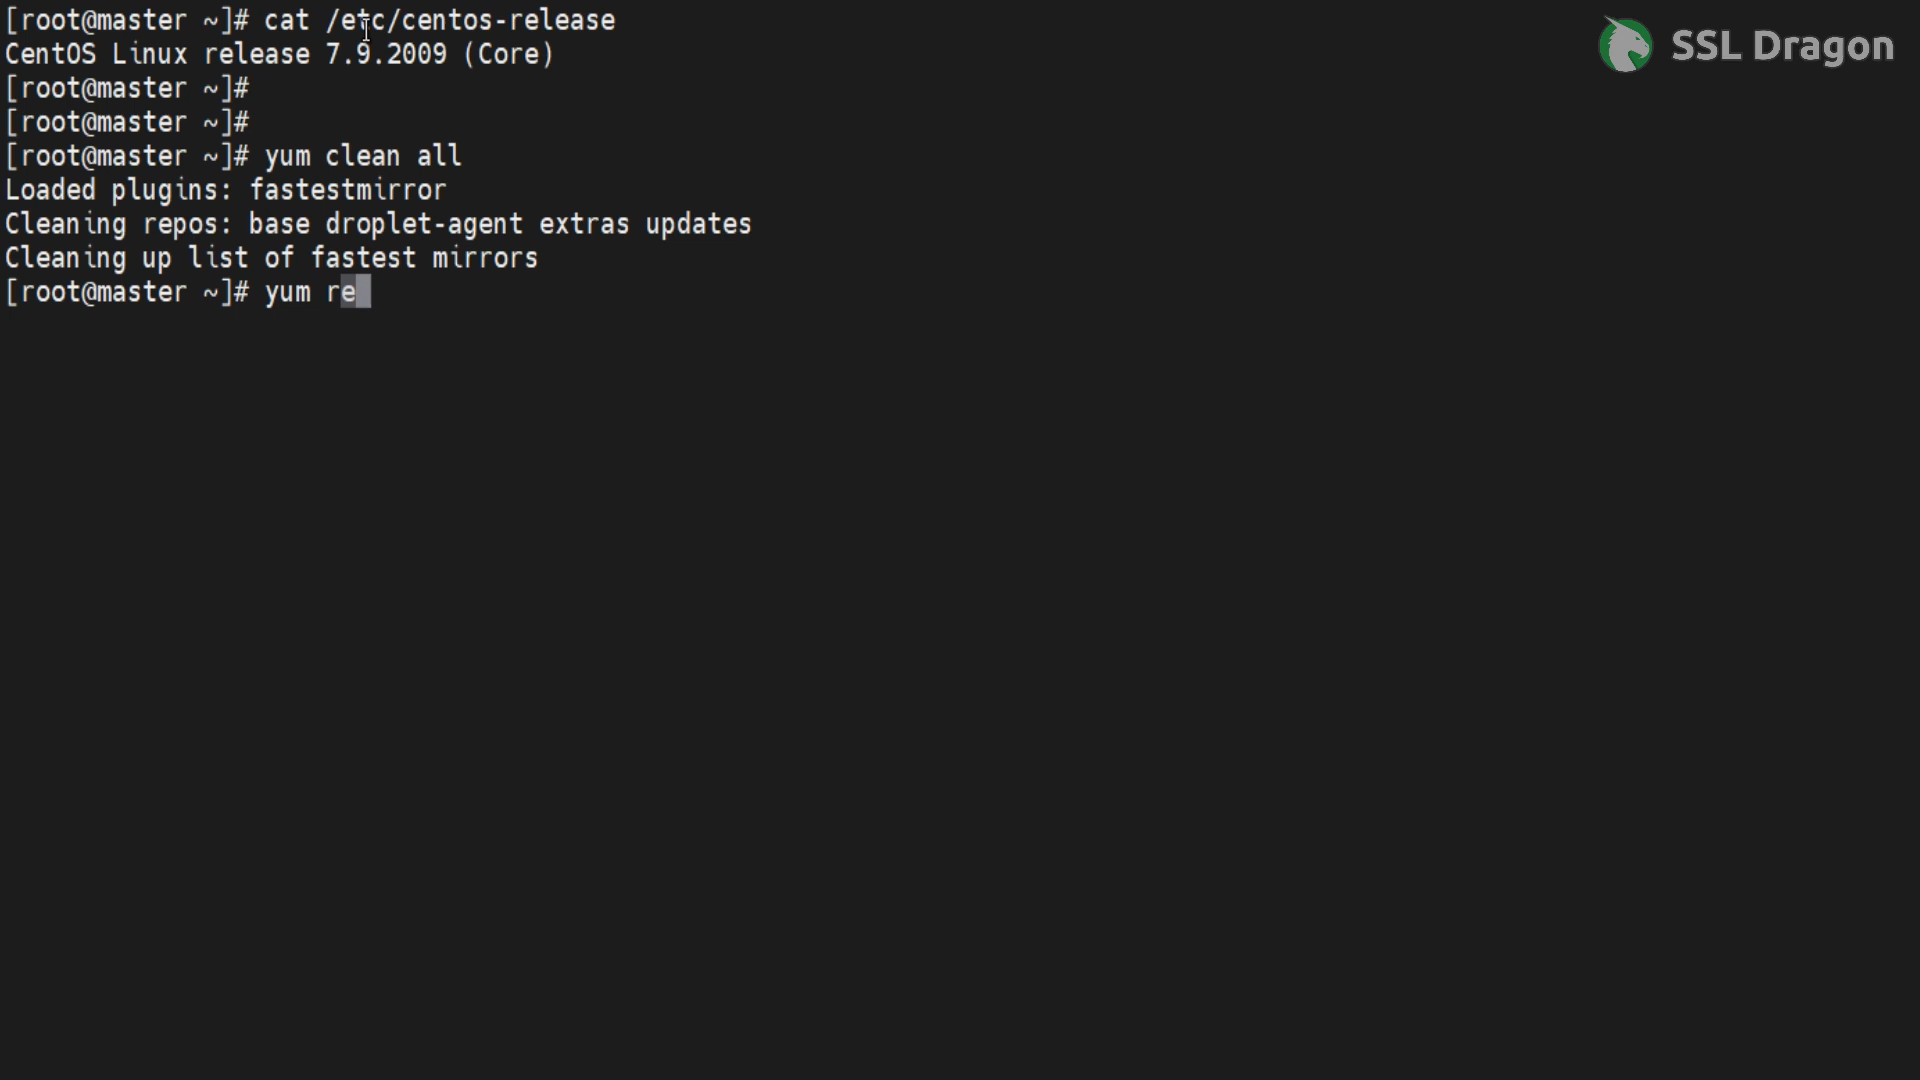 [root@master ~]# cat /etc/centos-release
CentOS Linux release 7.9.2009 (Core)
[root@master ~]#
[root@master ~]#
[root@master ~]# yum clean all
Loaded plugins: fastestmirror
Cleaning repos: base droplet-agent extras updates
Cleaning up list of fastest mirrors
[root@master ~]# yum re
SSL Dragon